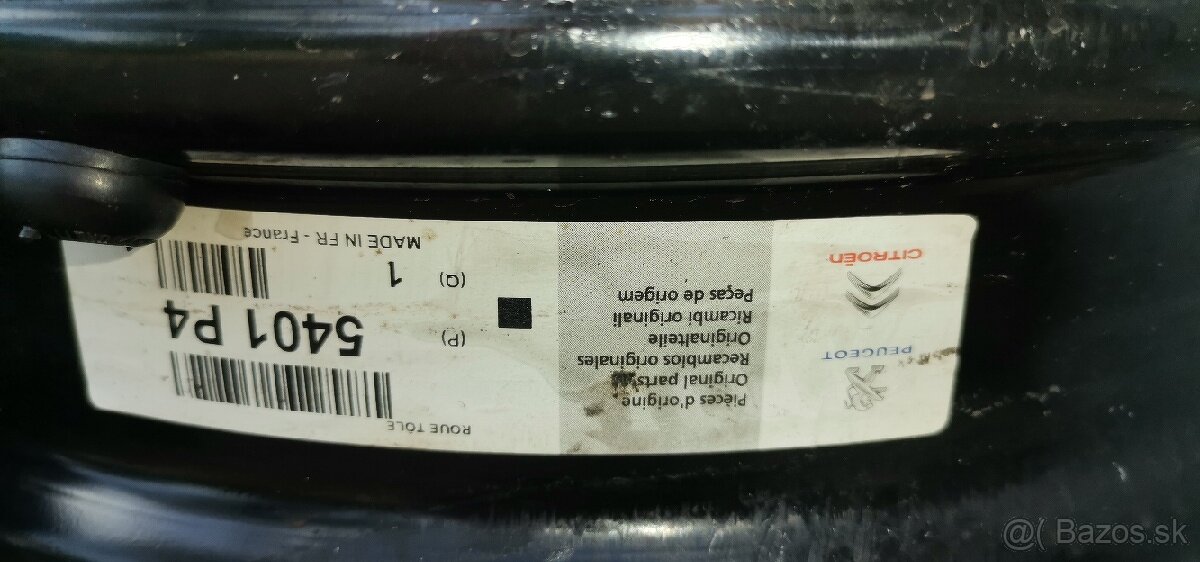 PEUGEOT
CITROËN
Pièces d'origine
Original parts
Recambios originales
Originalteile
Ricambi originali
Peças de origem
ROUE TÔLE
(P)
5401 P4
(Q)
1
MADE IN FR - France
@( Bazos.sk